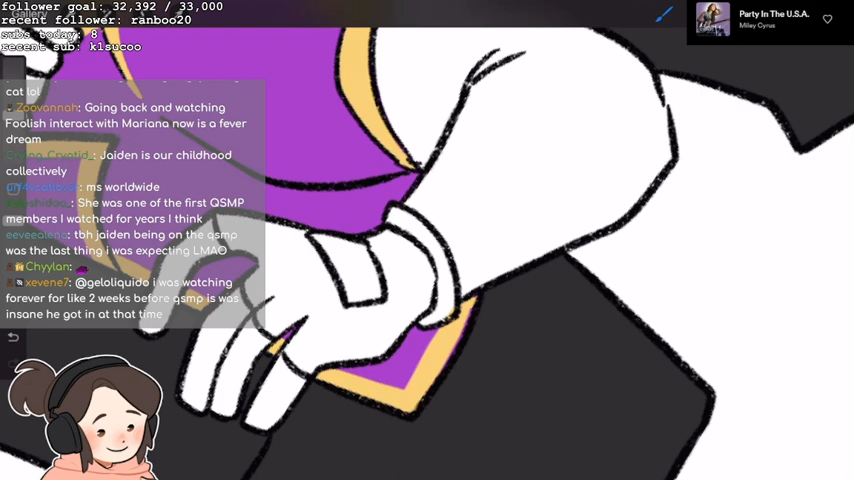 follower goal: 32,392 / 33,000
Gallery
recent follower: ranboo20
subs today: 8
recent sub: k1sucoo
Party In The U.S.A.
Miley Cyrus
cat lol
Zoovannah: Going back and watching
Foolish interact with Mariana now is a fever
dream
Jaiden is our childhood
collectively
ms worldwide
She was one of the first QSMP
members I watched for years I think
eeveealeno: tbh jaiden being on the qsmp
was the last thing i was expecting LMAO
Chyylan:
xevene7: @geloliquido i was watching
forever for like 2 weeks before qsmp is was
insane he got in at that time